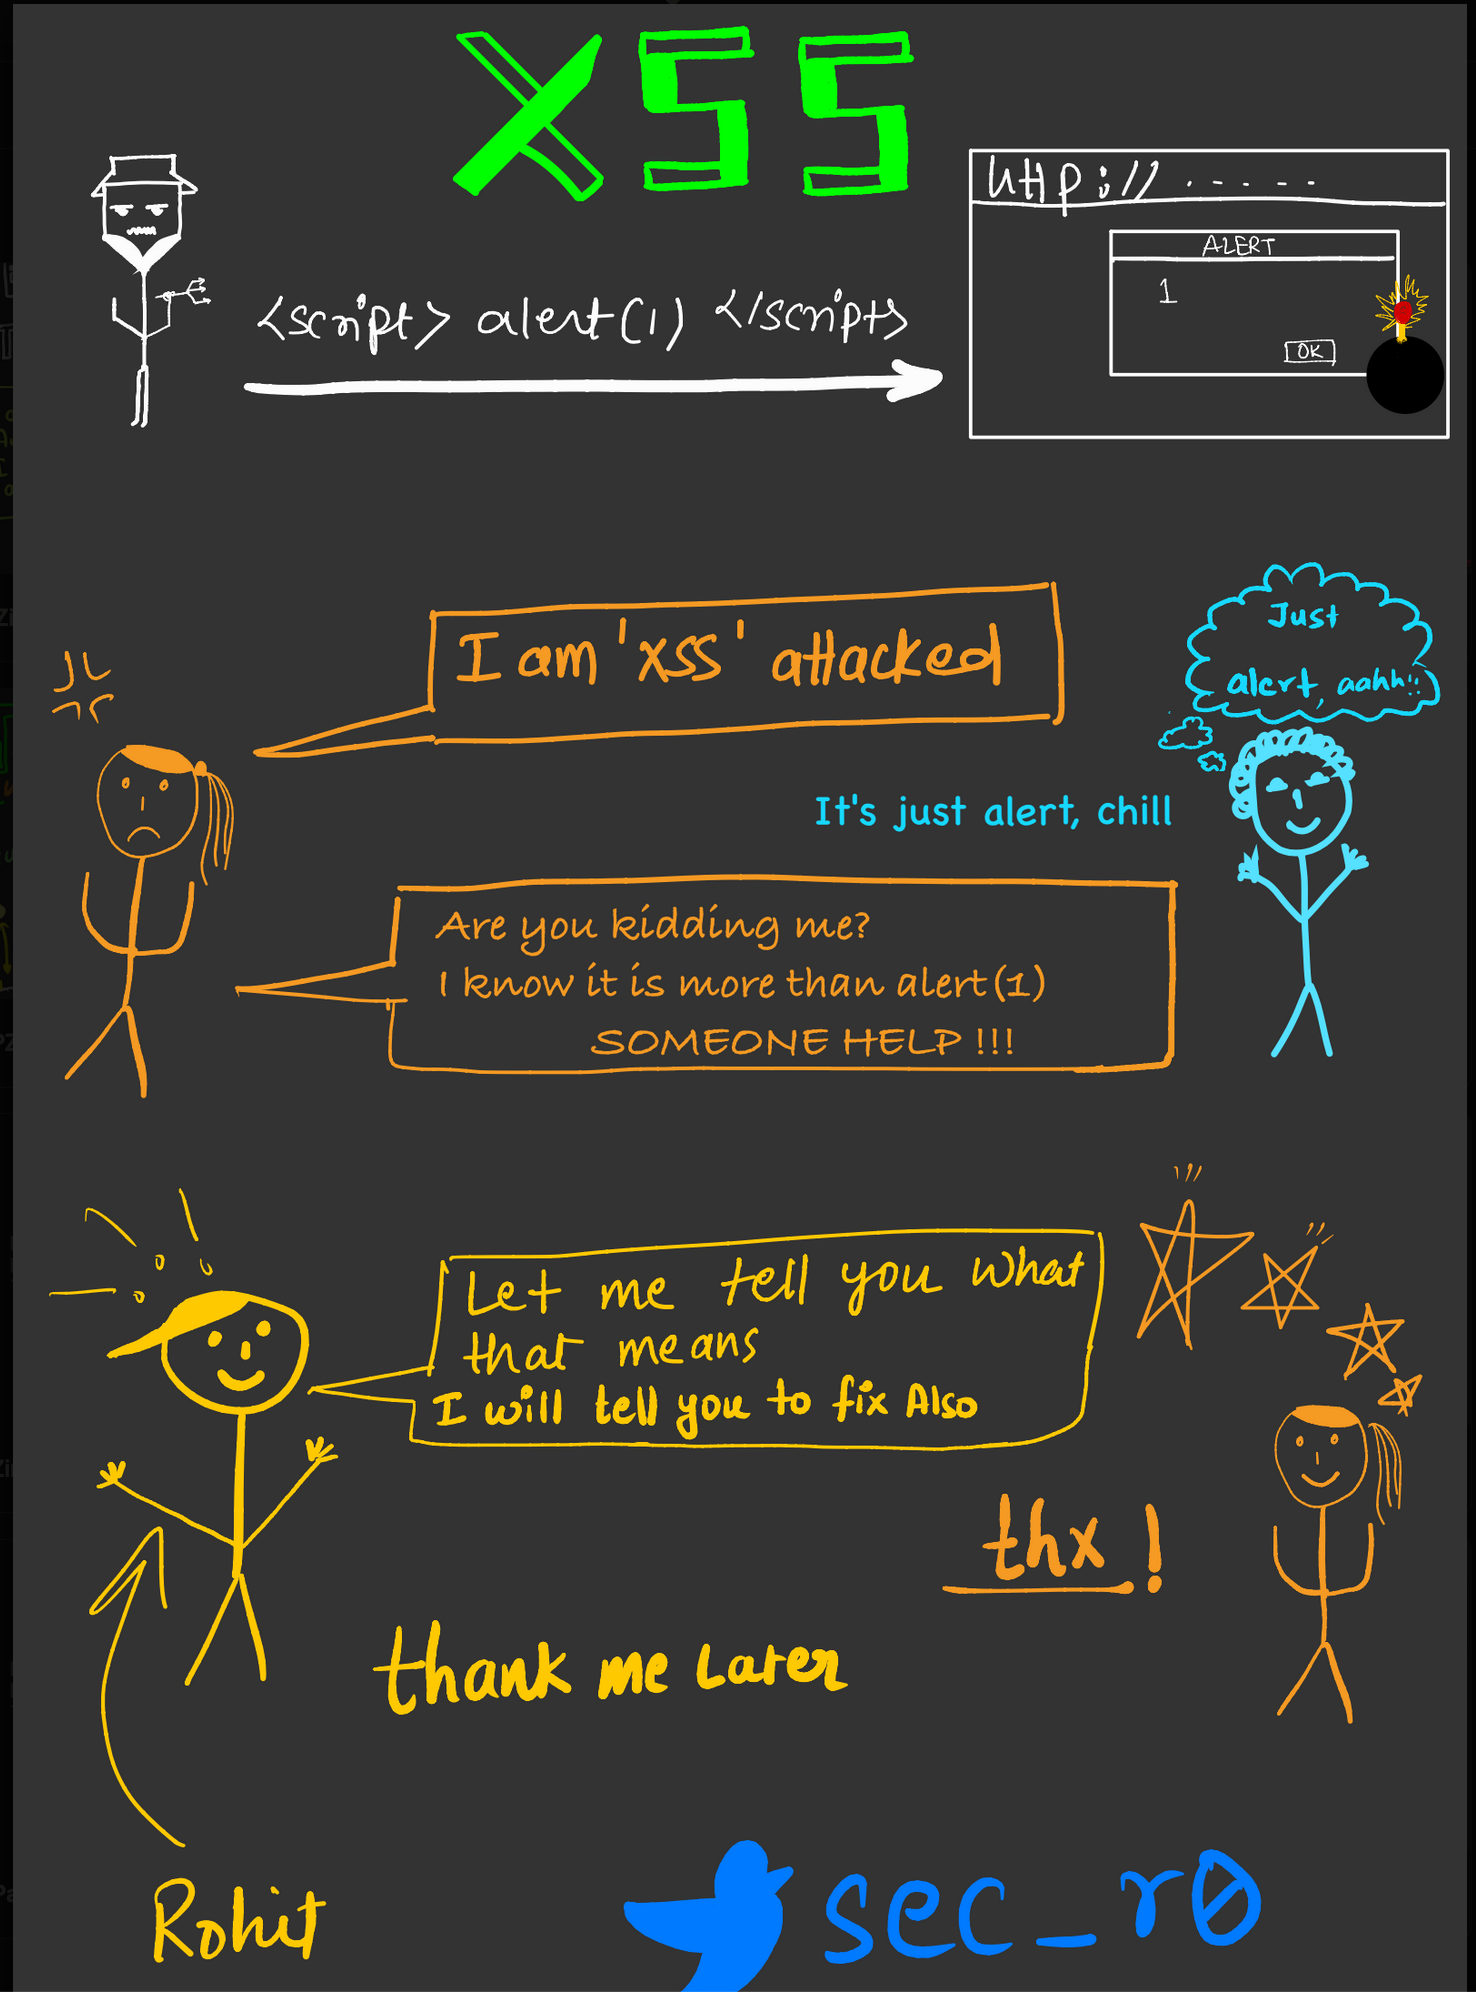 XSS
http://.-----
ALERT
1
OK
<script> alert(1) </script>
I am 'XSS' attacked
Just
alert, aahh!!
It's just alert, chill
Are you kidding me?
I know it is more than alert(1)
SOMEONE HELP !!!
Let me tell you what
that means
I will tell you to fix Also
thx!
thank me Later
Rohit
sec_r0